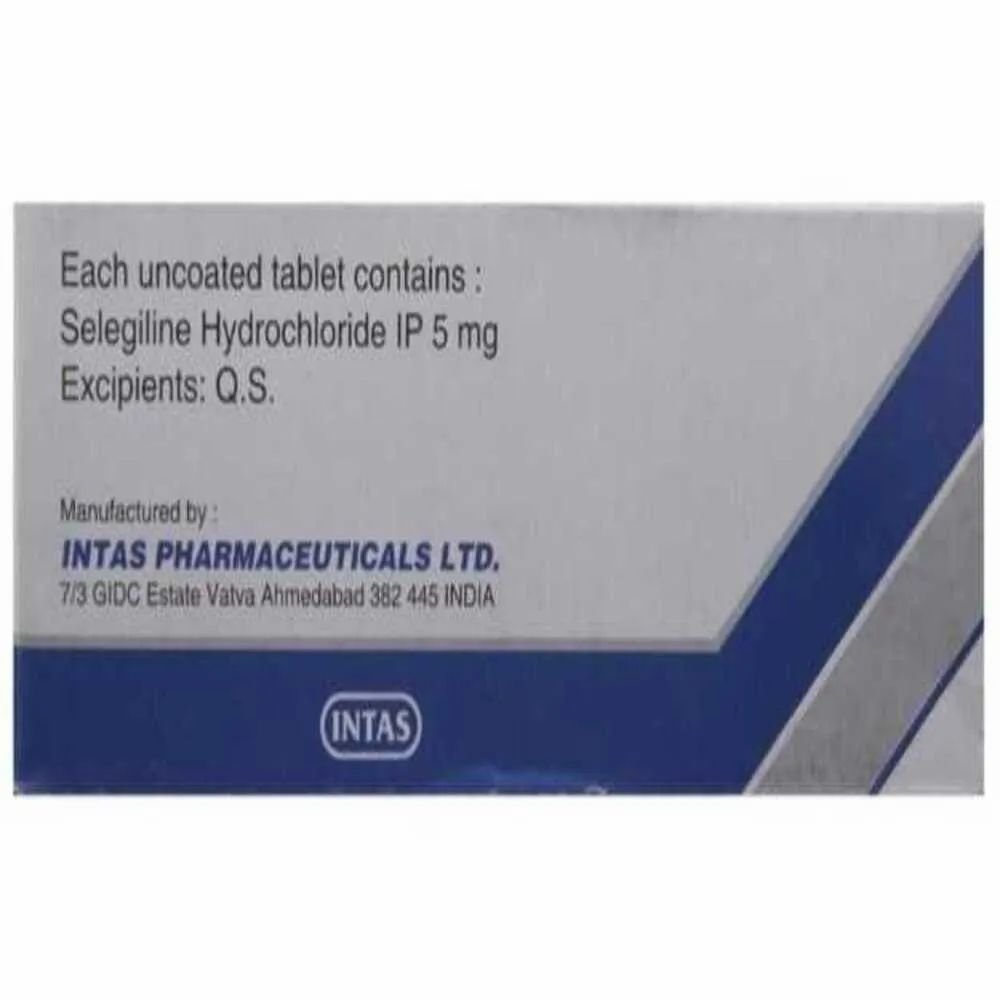 Each uncoated tablet contains :
Selegiline Hydrochloride IP 5 mg
Excipients: Q.S.
Manufactured by :
INTAS PHARMACEUTICALS LTD.
7/3 GIDC Estate Vatva Ahmedabad 382 445 INDIA
INTAS